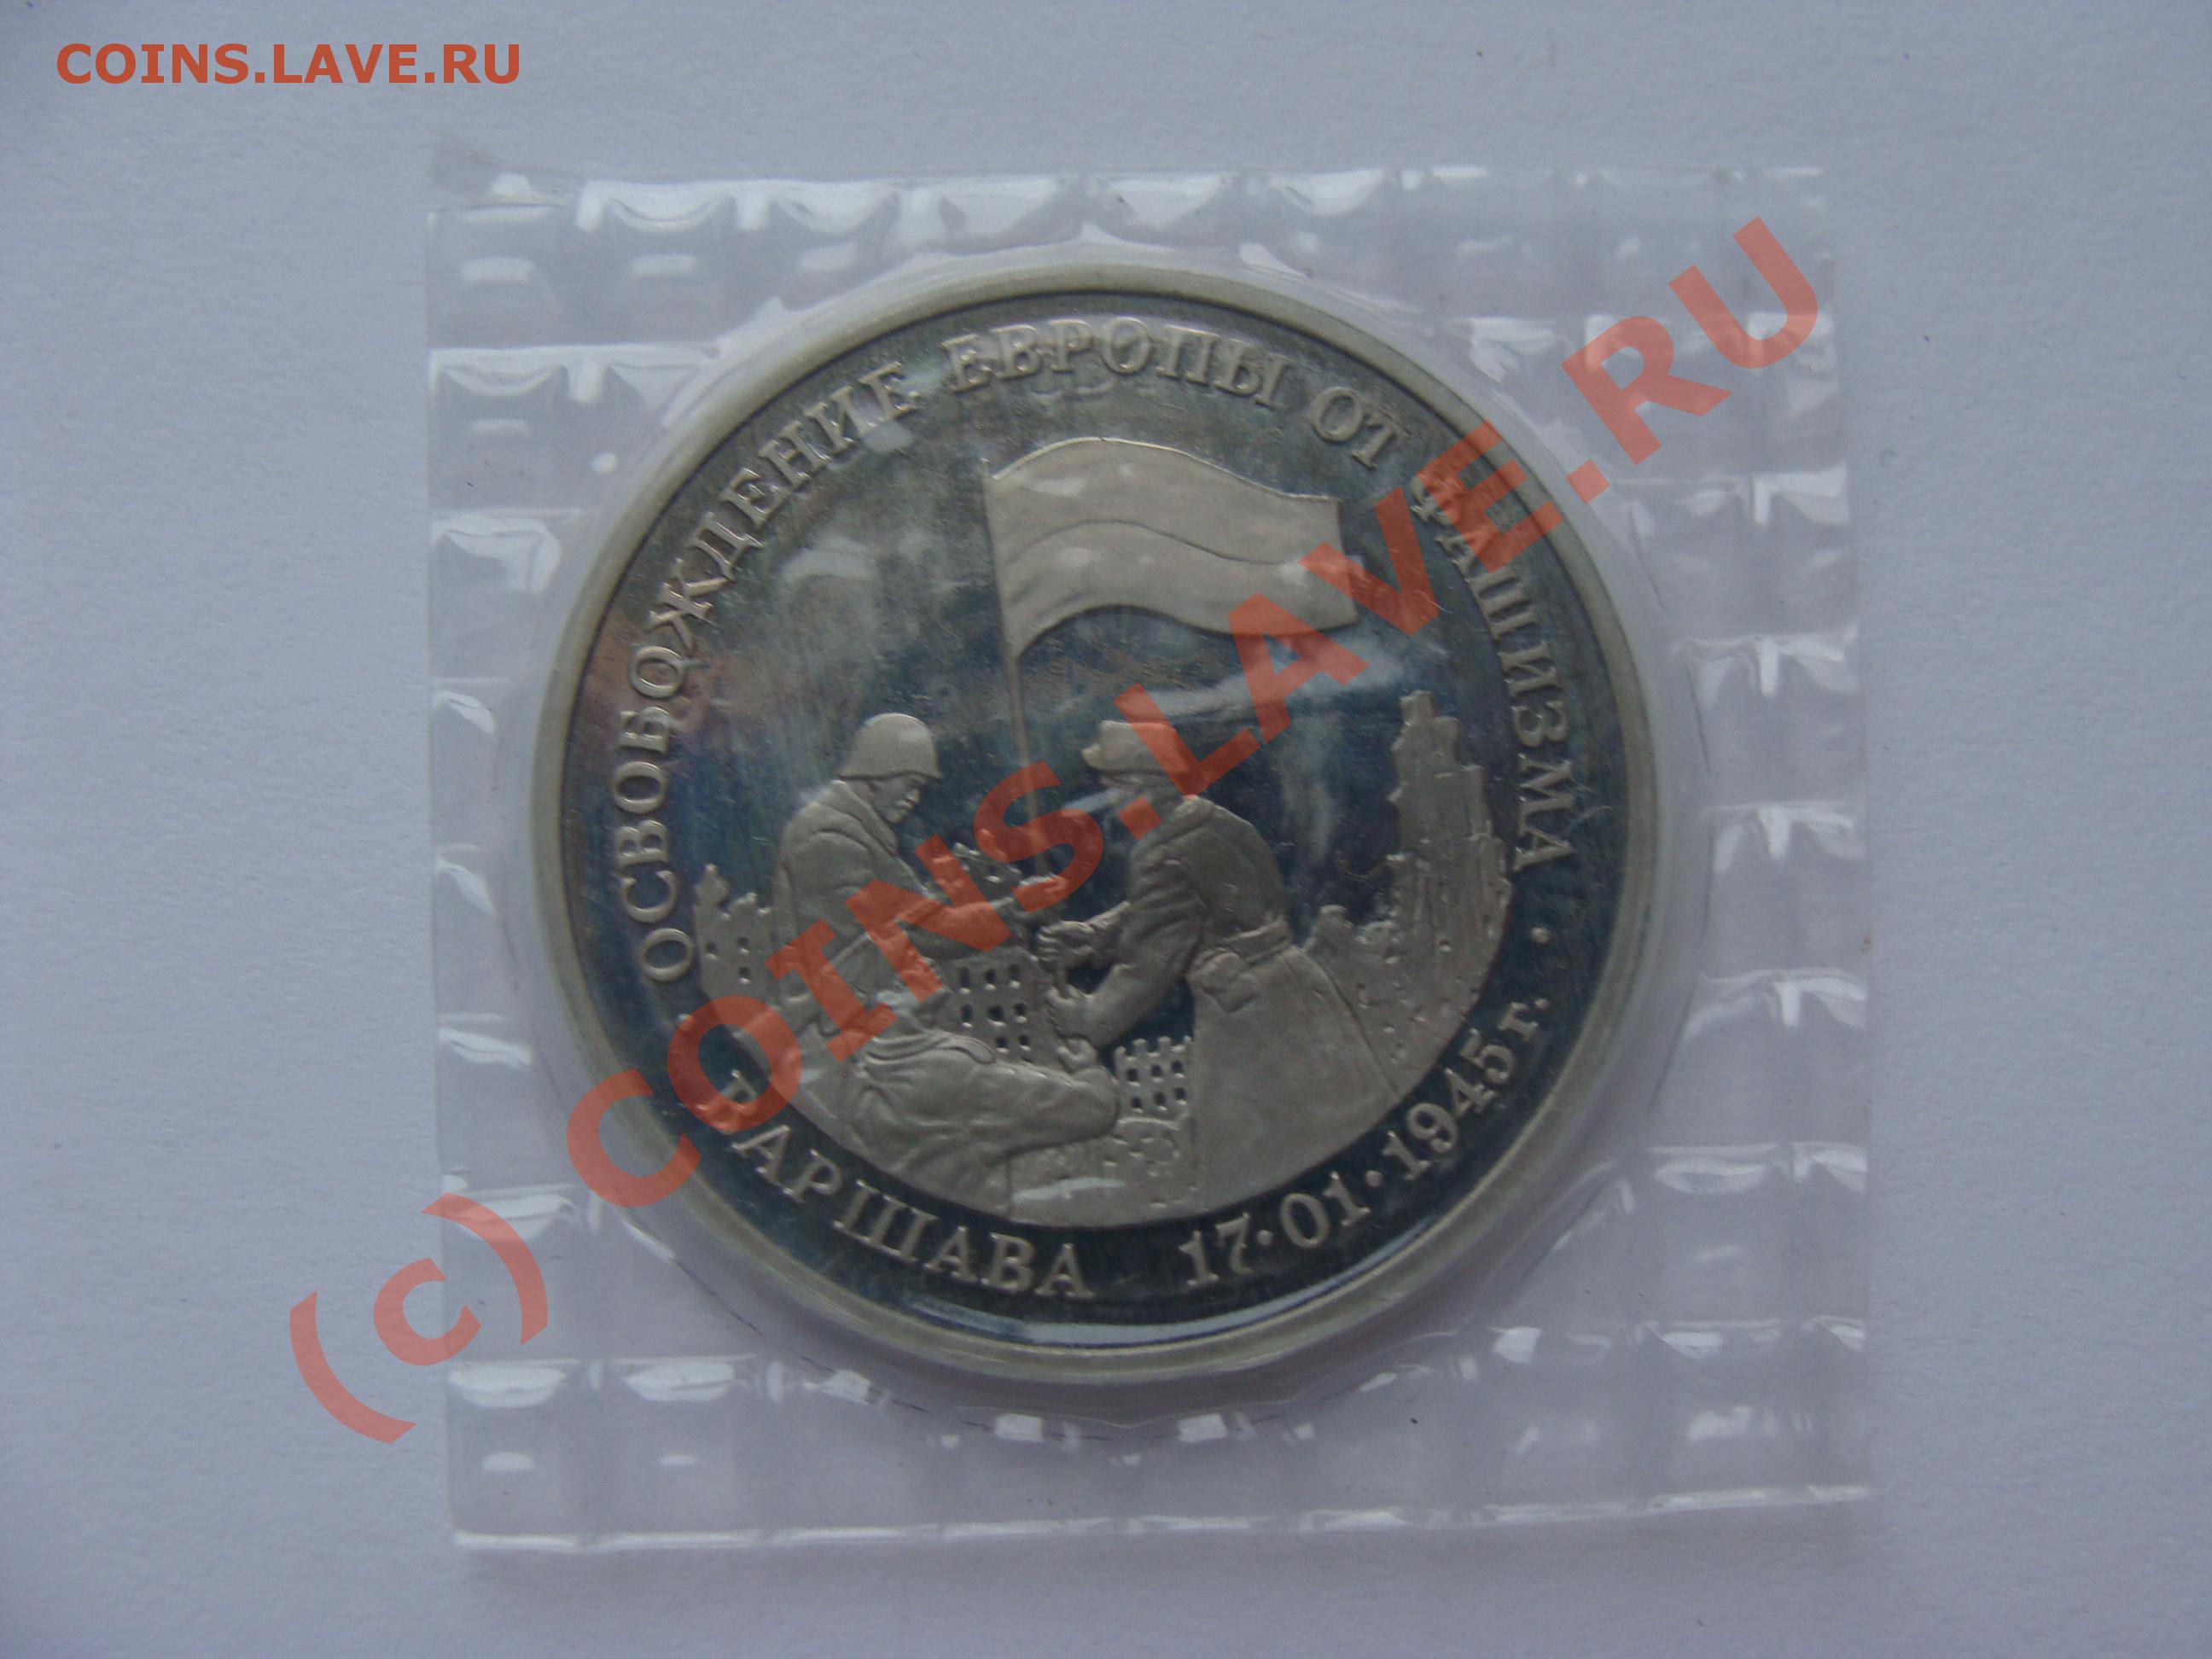 COINS.LAVE.RU
ОСВОБОЖДЕНИЕ ЕВРОПЫ ОТ ФАШИЗМА ·
ВАРШАВА 17·01·1945 г.
(c) COINS.LAVE.RU